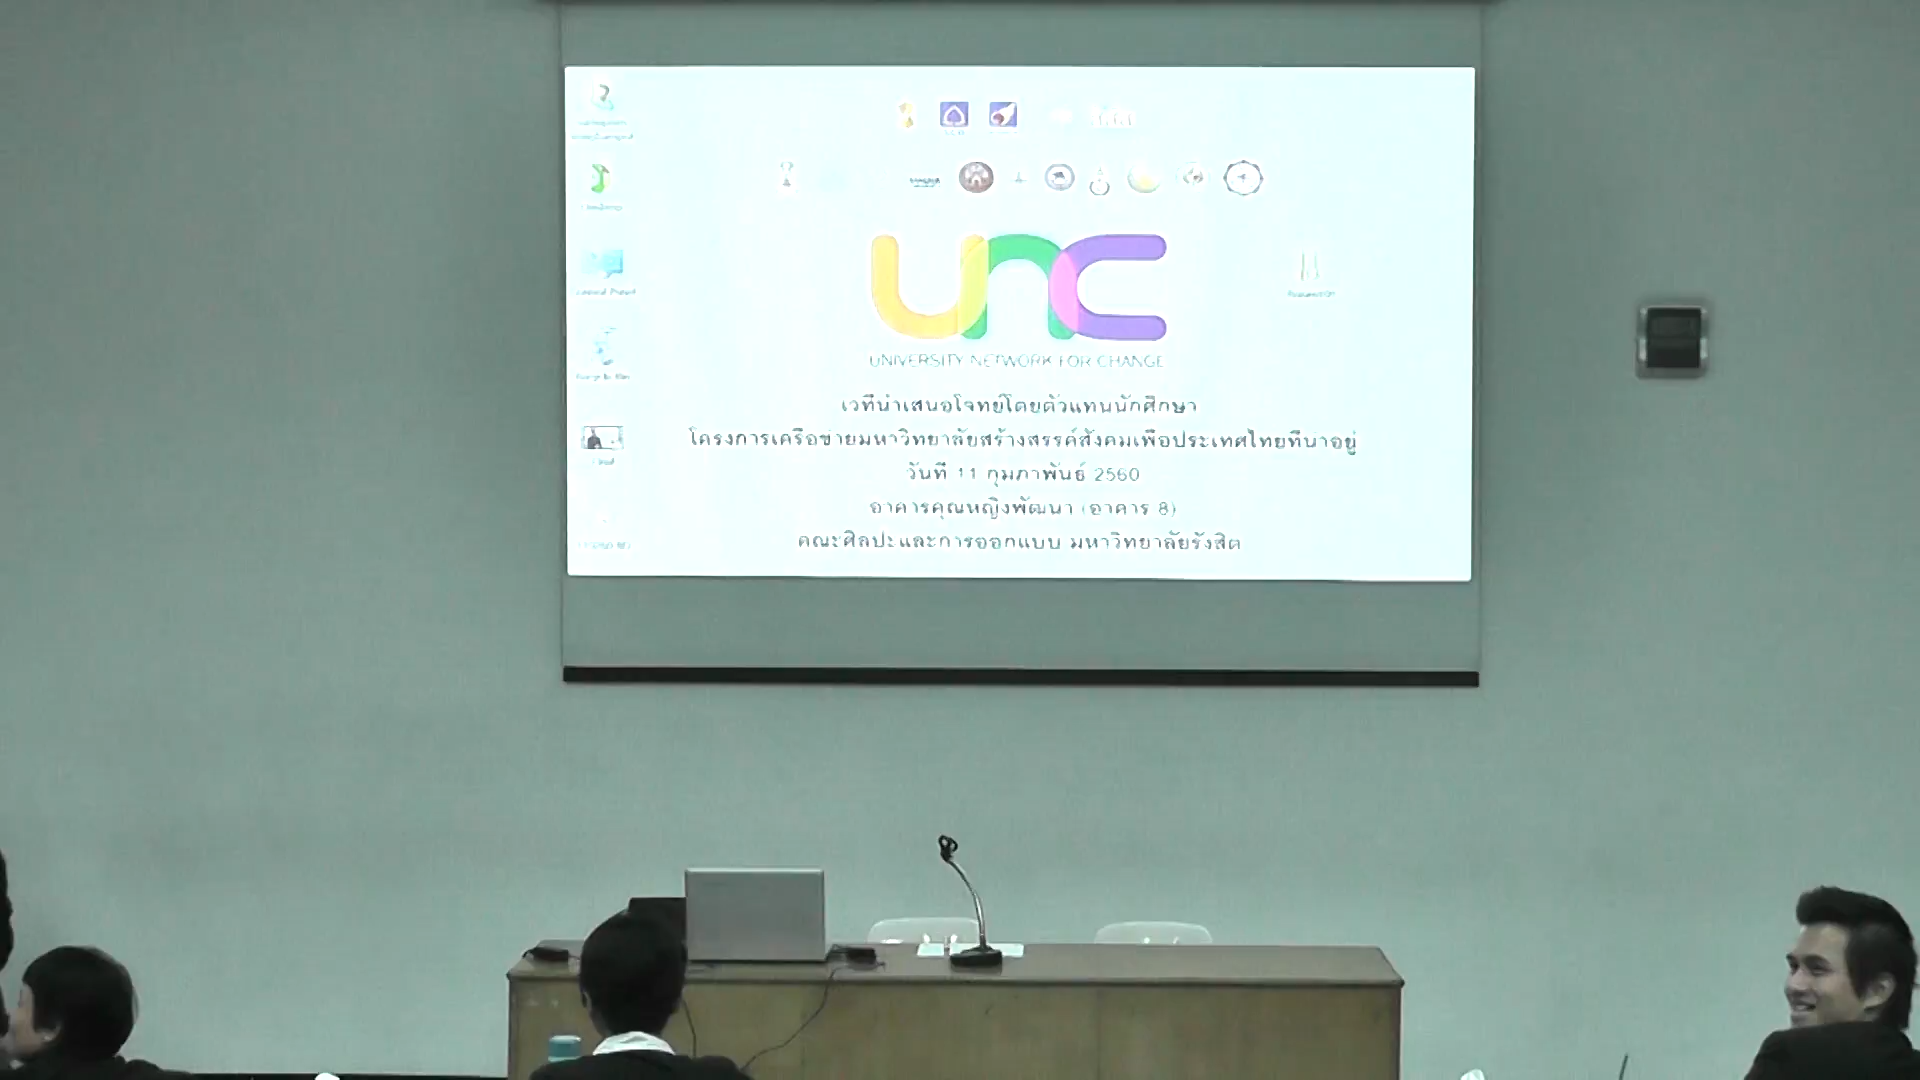 unc
UNIVERSITY NETWORK FOR CHANGE
เวทีนำเสนอโจทย์โดยตัวแทนนักศึกษา
โครงการเครือข่ายมหาวิทยาลัยสร้างสรรค์สังคมเพื่อประเทศไทยที่น่าอยู่
วันที่ 11 กุมภาพันธ์ 2560
อาคารคุณหญิงพัฒนา (อาคาร 8)
คณะศิลปะและการออกแบบ มหาวิทยาลัยรังสิต